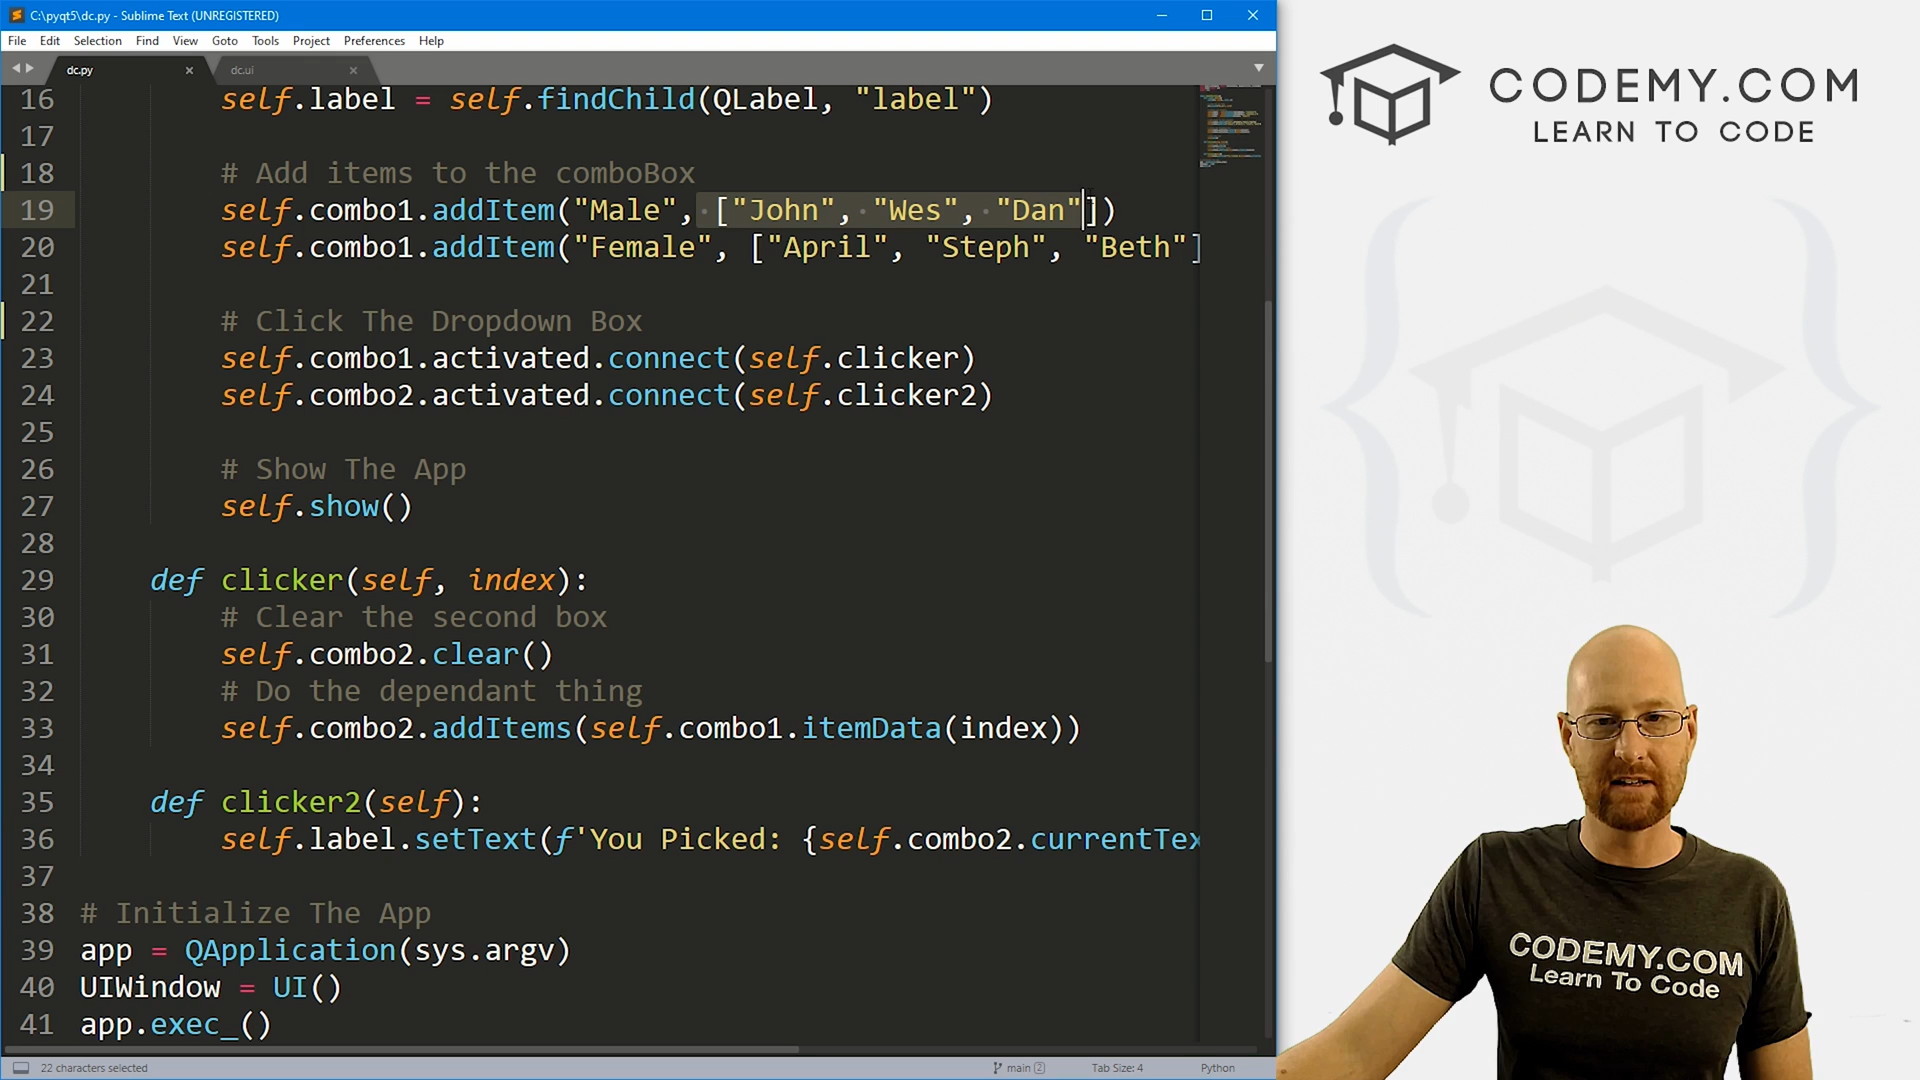 C:\pyqt5\dc.py - Sublime Text (UNREGISTERED)
File Edit Selection Find View Goto Tools Project Preferences Help
dc.py dc.ui
16 self.label = self.findChild(QLabel, "label")
17
18 # Add items to the comboBox
19 self.combo1.addItem("Male", ["John", "Wes", "Dan"])
20 self.combo1.addItem("Female", ["April", "Steph", "Beth"]
21
22 # Click The Dropdown Box
23 self.combo1.activated.connect(self.clicker)
24 self.combo2.activated.connect(self.clicker2)
25
26 # Show The App
27 self.show()
28
29 def clicker(self, index):
30 # Clear the second box
31 self.combo2.clear()
32 # Do the dependant thing
33 self.combo2.addItems(self.combo1.itemData(index))
34
35 def clicker2(self):
36 self.label.setText(f'You Picked: {self.combo2.currentTex
37
38 # Initialize The App
39 app = QApplication(sys.argv)
40 UIWindow = UI()
41 app.exec_()
22 characters selected main 2 Tab Size: 4 Python
CODEMY.COM
LEARN TO CODE
CODEMY.COM
Learn To Code